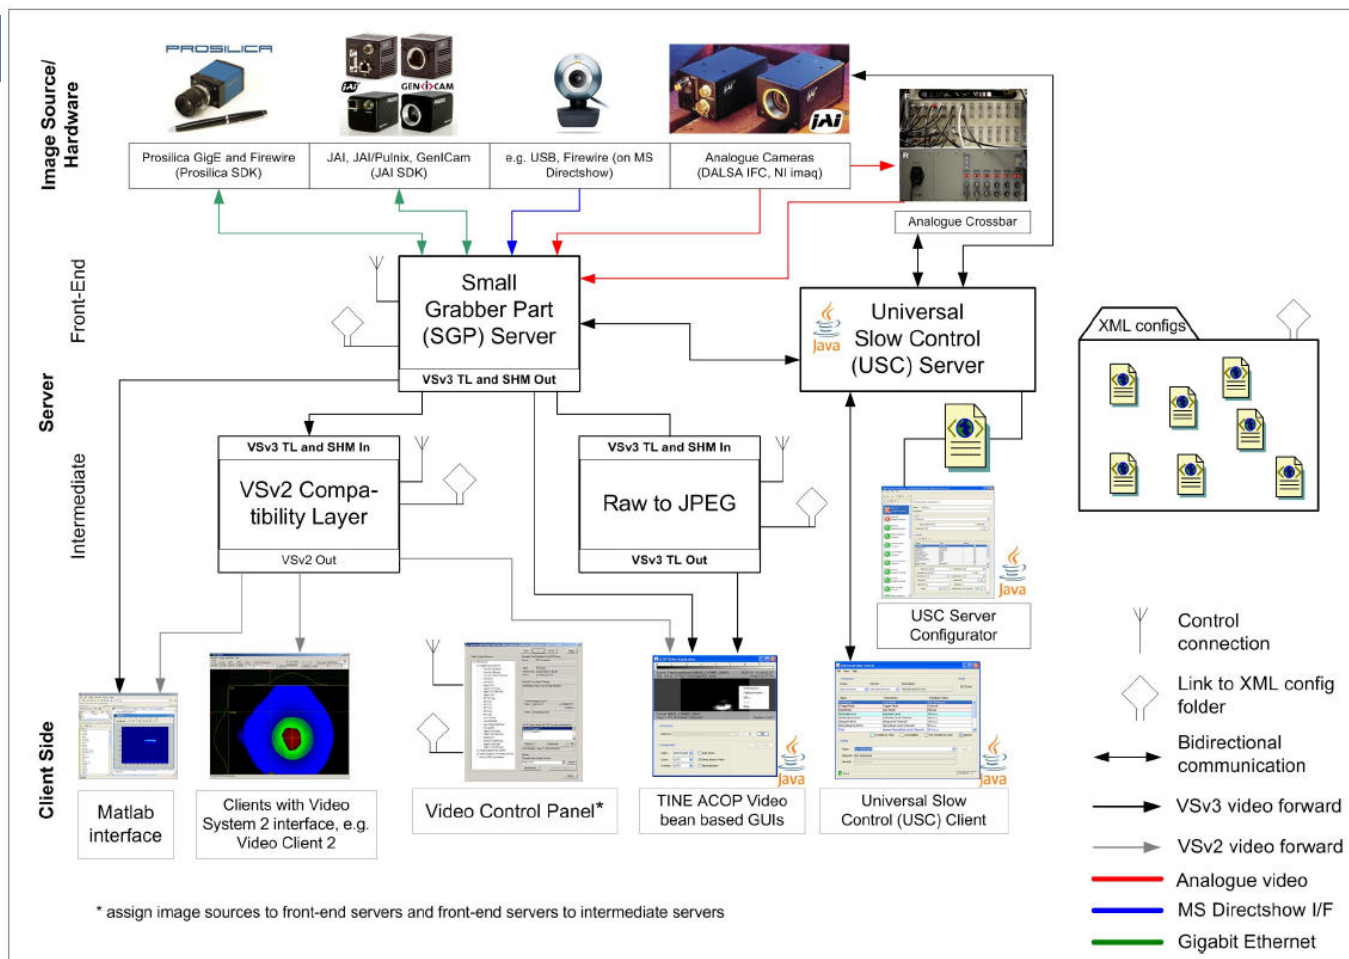 PROSILICA
JAi
GEN<i>CAM
JAi
Image Source/
Hardware
Prosilica GigE and Firewire
(Prosilica SDK)
JAI, JAI/Pulnix, GenICam
(JAI SDK)
e.g. USB, Firewire (on MS
Directshow)
Analogue Cameras
(DALSA IFC, NI imaq)
F
R
Analogue Crossbar
Front-End
Small
Grabber Part
(SGP) Server
VSv3 TL and SHM Out
Java
Universal
Slow Control
(USC) Server
XML configs
Server
Intermediate
VSv3 TL and SHM In
VSv2 Compa-
tibility Layer
VSv2 Out
VSv3 TL and SHM In
Raw to JPEG
VSv3 TL Out
Java
USC Server
Configurator
Client Side
Java
Java
Matlab
interface
Clients with Video
System 2 interface, e.g.
Video Client 2
Video Control Panel*
TINE ACOP Video
bean based GUIs
Universal Slow
Control (USC) Client
Control
connection
Link to XML config
folder
Bidirectional
communication
VSv3 video forward
VSv2 video forward
Analogue video
MS Directshow I/F
Gigabit Ethernet
* assign image sources to front-end servers and front-end servers to intermediate servers